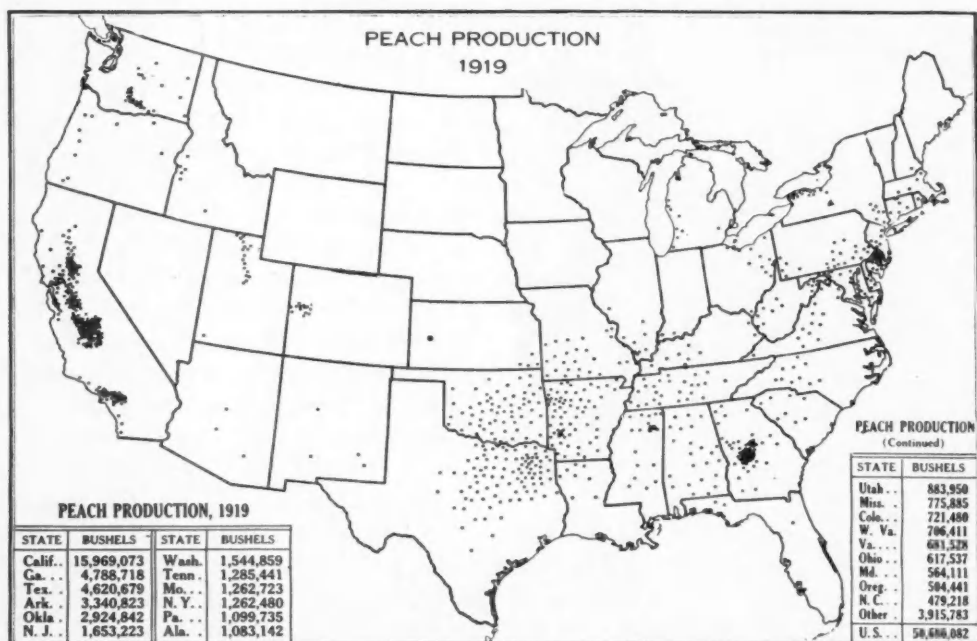 PEACH PRODUCTION
1919
PEACH PRODUCTION, 1919
STATE BUSHELS STATE BUSHELS
Calif.. 15,969,073 Wash. 1,544,859
Ga. . . 4,788,718 Tenn . 1,285,441
Tex. . . 4,620,679 Mo. . . 1,262,723
Ark. . . 3,340,823 N. Y. . . 1,262,480
Okla . . 2,924,842 Pa. . . . 1,099,735
N. J. . . 1,653,223 Ala. . . 1,083,142
PEACH PRODUCTION
(Continued)
STATE BUSHELS
Utah . . 883,950
Miss. . . 775,885
Colo. . . 721,480
W. Va. 706,411
Va. . . . 681,528
Ohio . . 617,537
Md. . . . 564,111
Oreg. . 504,441
N. C. . . 479,218
Other . 3,915,783
U. S. . . 50,686,082